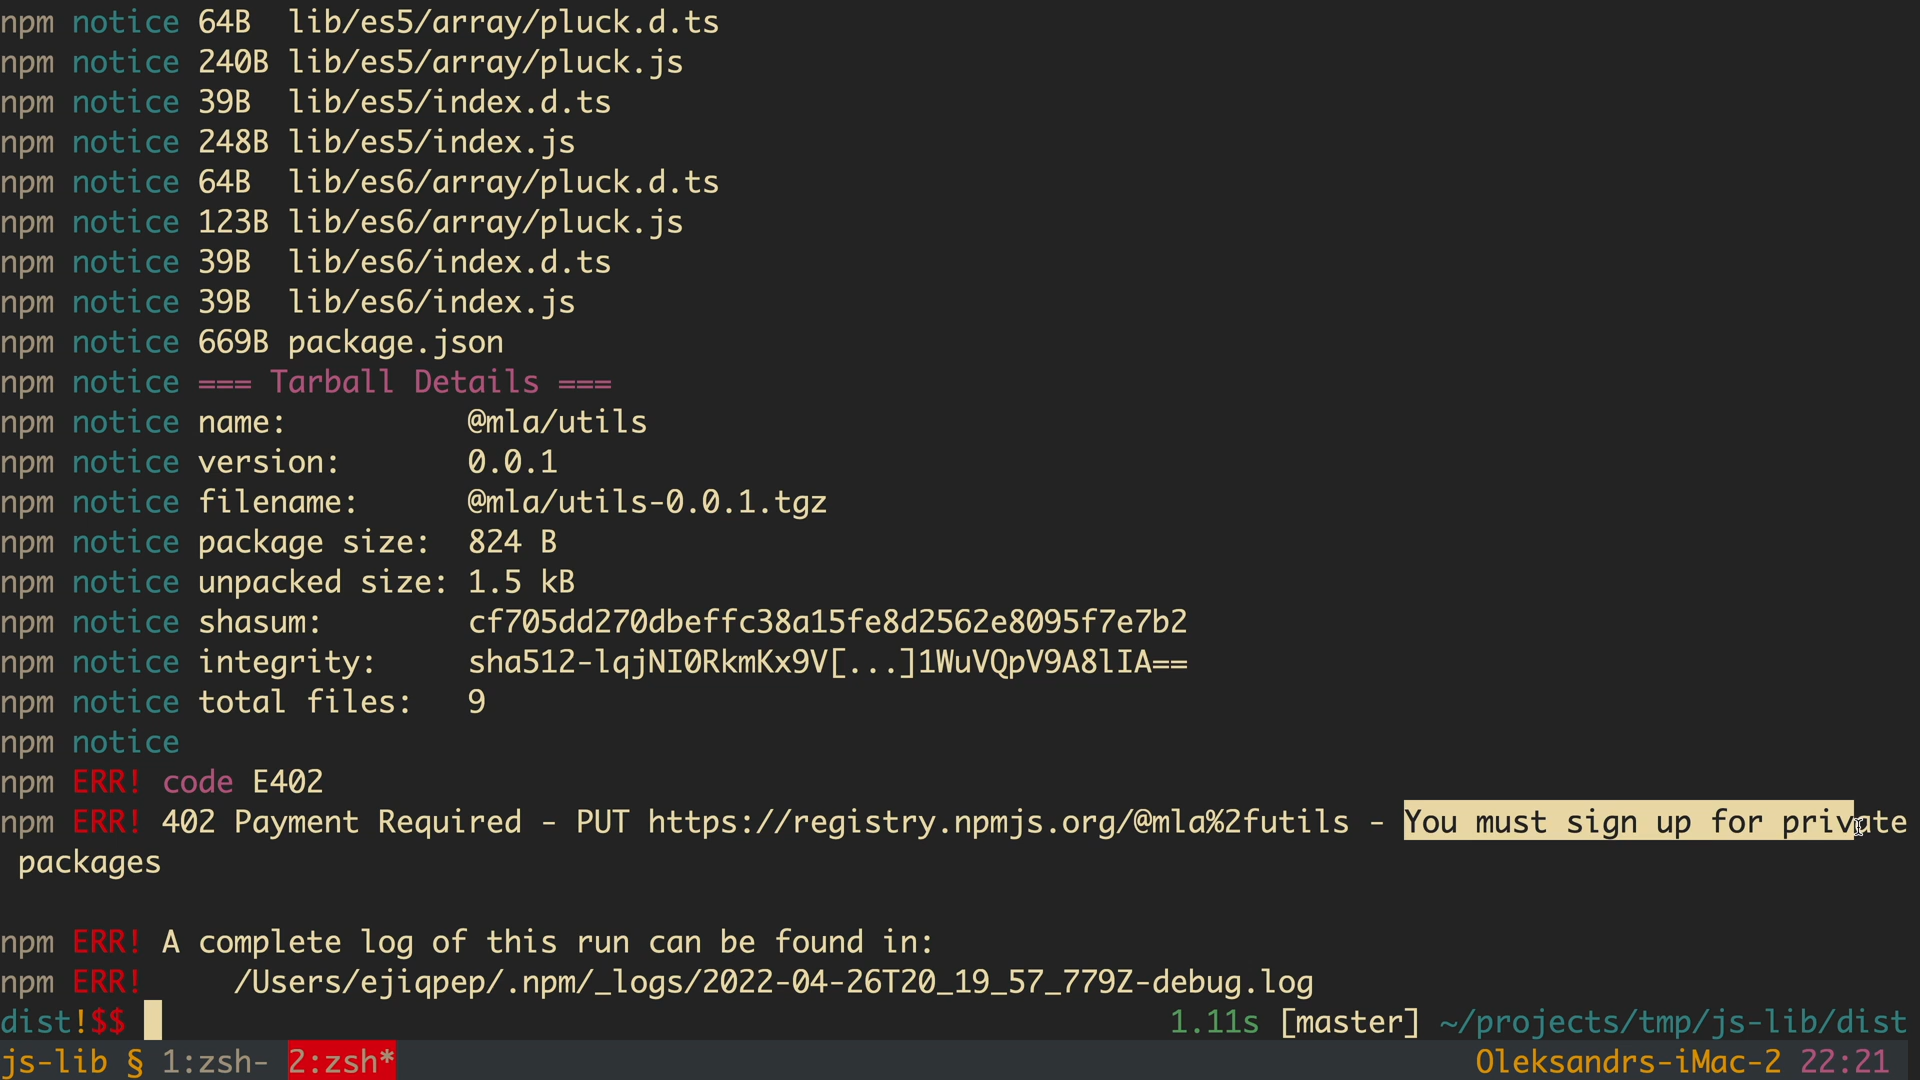 npm notice 64B  lib/es5/array/pluck.d.ts
npm notice 240B lib/es5/array/pluck.js
npm notice 39B  lib/es5/index.d.ts
npm notice 248B lib/es5/index.js
npm notice 64B  lib/es6/array/pluck.d.ts
npm notice 123B lib/es6/array/pluck.js
npm notice 39B  lib/es6/index.d.ts
npm notice 39B  lib/es6/index.js
npm notice 669B package.json
npm notice === Tarball Details ===
npm notice name:          @mla/utils
npm notice version:       0.0.1
npm notice filename:      @mla/utils-0.0.1.tgz
npm notice package size:  824 B
npm notice unpacked size: 1.5 kB
npm notice shasum:        cf705dd270dbeffc38a15fe8d2562e8095f7e7b2
npm notice integrity:     sha512-lqjNI0RkmKx9V[...]1WuVQpV9A8lIA==
npm notice total files:   9
npm notice
npm ERR! code E402
npm ERR! 402 Payment Required - PUT https://registry.npmjs.org/@mla%2futils - You must sign up for private
packages
npm ERR! A complete log of this run can be found in:
npm ERR!     /Users/ejiqpep/.npm/_logs/2022-04-26T20_19_57_779Z-debug.log
dist!$$ 1.11s [master] ~/projects/tmp/js-lib/dist
js-lib § 1:zsh- 2:zsh* Oleksandrs-iMac-2 22:21